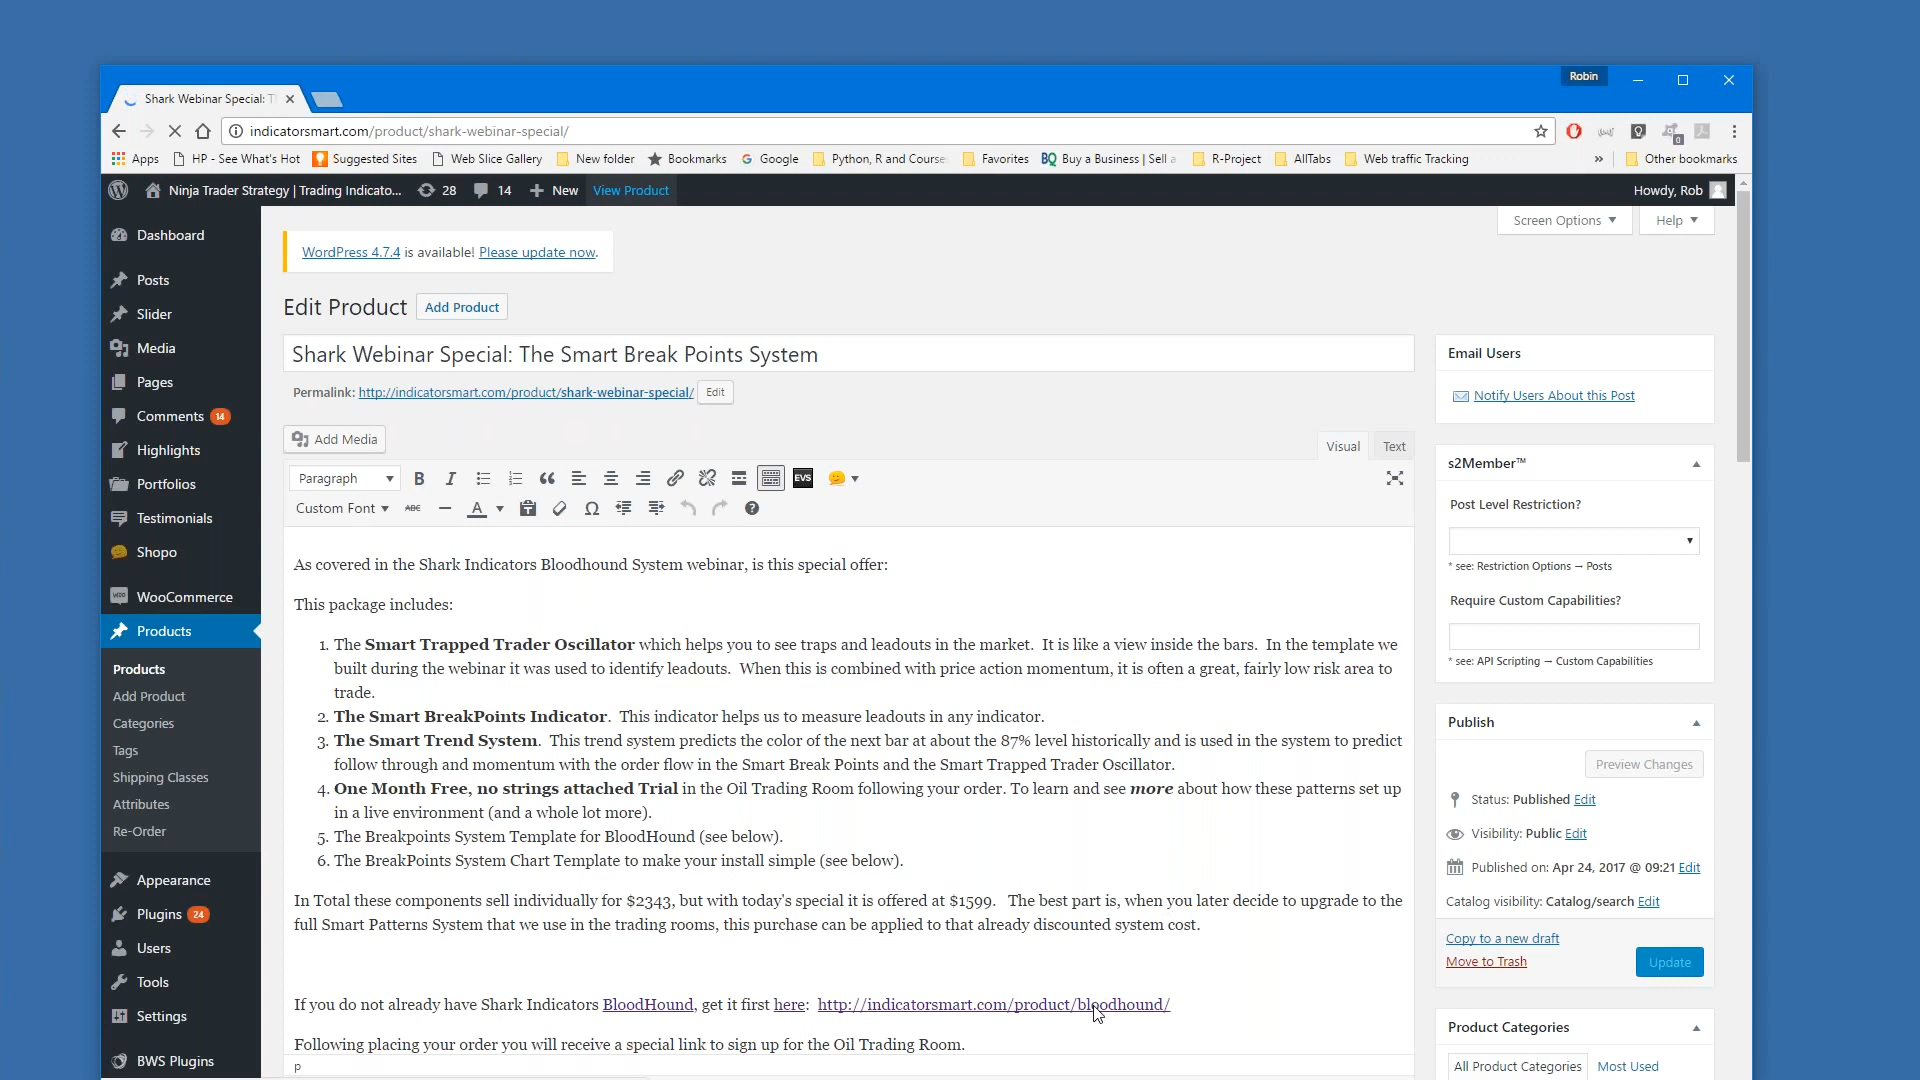 Robin
Shark Webinar Special: Th
indicatorsmart.com/product/shark-webinar-special/
Apps HP - See What's Hot Suggested Sites Web Slice Gallery New folder Bookmarks Google Python, R and Course Favorites BQ Buy a Business | Sell a R-Project AllTabs Web traffic Tracking » Other bookmarks
Ninja Trader Strategy | Trading Indicato... 28 14 + New View Product Howdy, Rob
Screen Options Help
Dashboard
Posts
Slider
Media
Pages
Comments 14
Highlights
Portfolios
Testimonials
Shopo
WooCommerce
Products
Products
Add Product
Categories
Tags
Shipping Classes
Attributes
Re-Order
Appearance
Plugins 24
Users
Tools
Settings
BWS Plugins
WordPress 4.7.4 is available! Please update now.
Edit Product Add Product
Shark Webinar Special: The Smart Break Points System
Permalink: http://indicatorsmart.com/product/shark-webinar-special/ Edit
Add Media
Visual Text
Paragraph B I EVS
Custom Font ABC A Ω
As covered in the Shark Indicators Bloodhound System webinar, is this special offer:
This package includes:
1. The Smart Trapped Trader Oscillator which helps you to see traps and leadouts in the market. It is like a view inside the bars. In the template we
built during the webinar it was used to identify leadouts. When this is combined with price action momentum, it is often a great, fairly low risk area to
trade.
2. The Smart BreakPoints Indicator. This indicator helps us to measure leadouts in any indicator.
3. The Smart Trend System. This trend system predicts the color of the next bar at about the 87% level historically and is used in the system to predict
follow through and momentum with the order flow in the Smart Break Points and the Smart Trapped Trader Oscillator.
4. One Month Free, no strings attached Trial in the Oil Trading Room following your order. To learn and see more about how these patterns set up
in a live environment (and a whole lot more).
5. The Breakpoints System Template for BloodHound (see below).
6. The BreakPoints System Chart Template to make your install simple (see below).
In Total these components sell individually for $2343, but with today's special it is offered at $1599. The best part is, when you later decide to upgrade to the
full Smart Patterns System that we use in the trading rooms, this purchase can be applied to that already discounted system cost.
If you do not already have Shark Indicators BloodHound, get it first here: http://indicatorsmart.com/product/bloodhound/
Following placing your order you will receive a special link to sign up for the Oil Trading Room.
p
Email Users
Notify Users About this Post
s2Member™
Post Level Restriction?
* see: Restriction Options → Posts
Require Custom Capabilities?
* see: API Scripting → Custom Capabilities
Publish
Preview Changes
Status: Published Edit
Visibility: Public Edit
Published on: Apr 24, 2017 @ 09:21 Edit
Catalog visibility: Catalog/search Edit
Copy to a new draft
Move to Trash
Update
Product Categories
All Product Categories Most Used